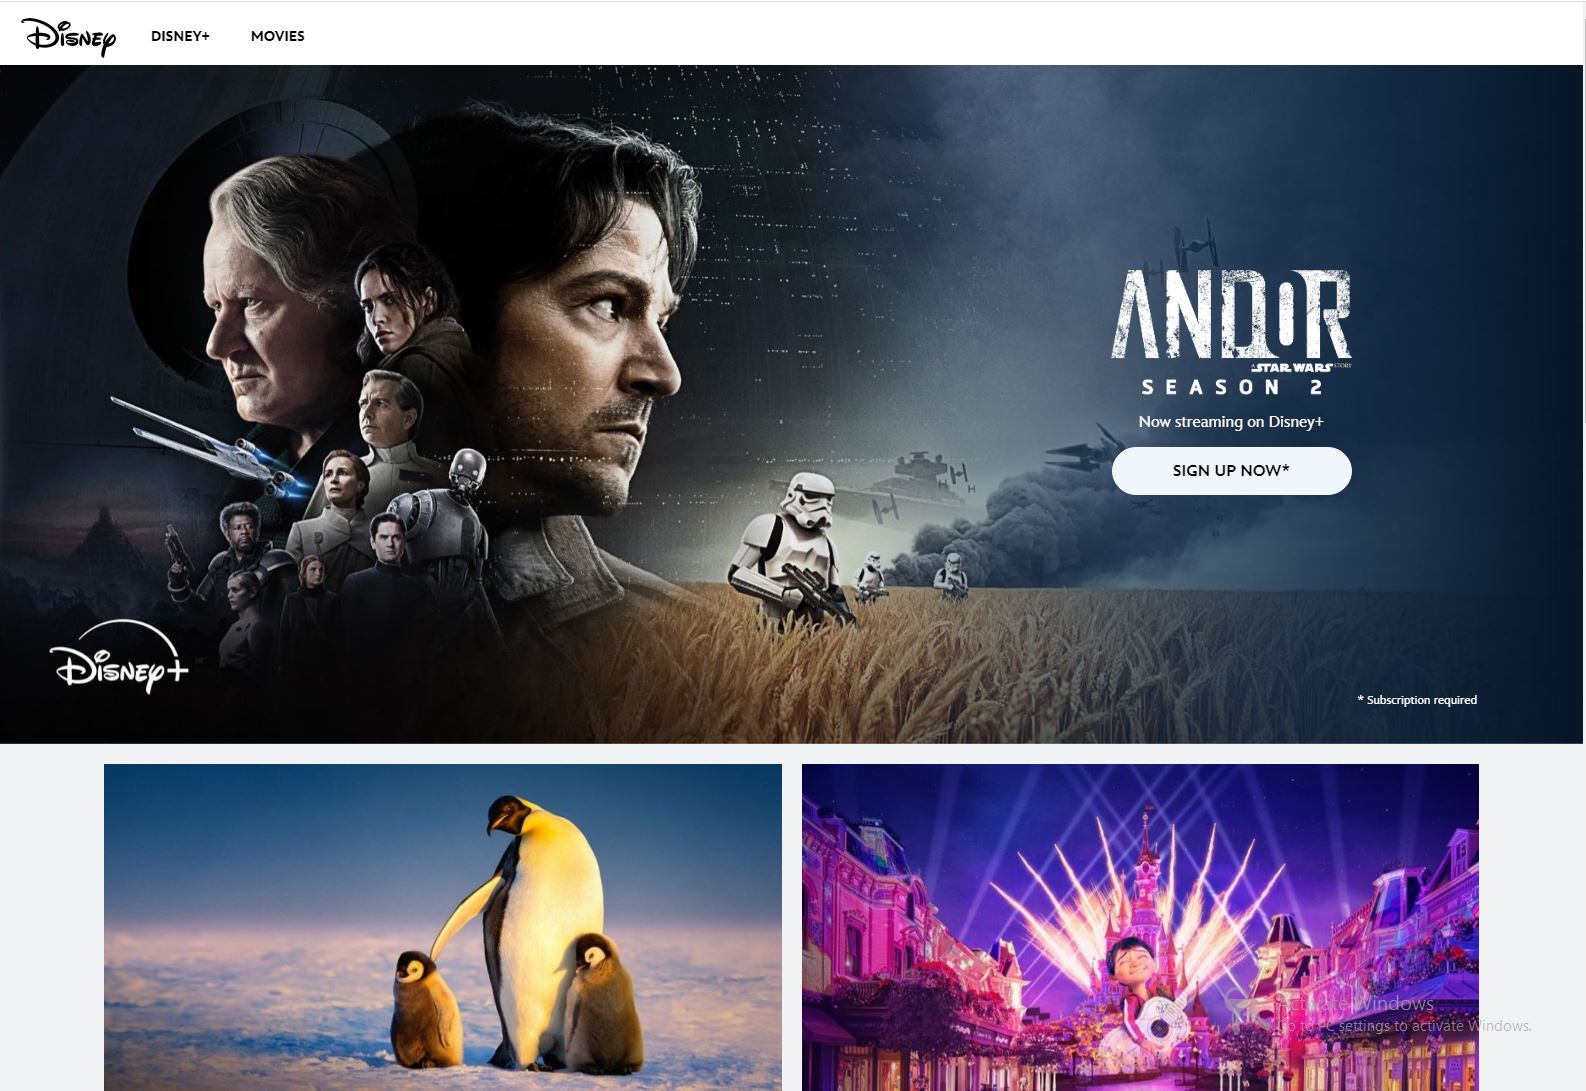 Disney
DISNEY+
MOVIES
ANDOR
A STAR WARS STORY
SEASON 2
Now streaming on Disney+
SIGN UP NOW*
Disney+
* Subscription required
Activate Windows
Go to PC settings to activate Windows.